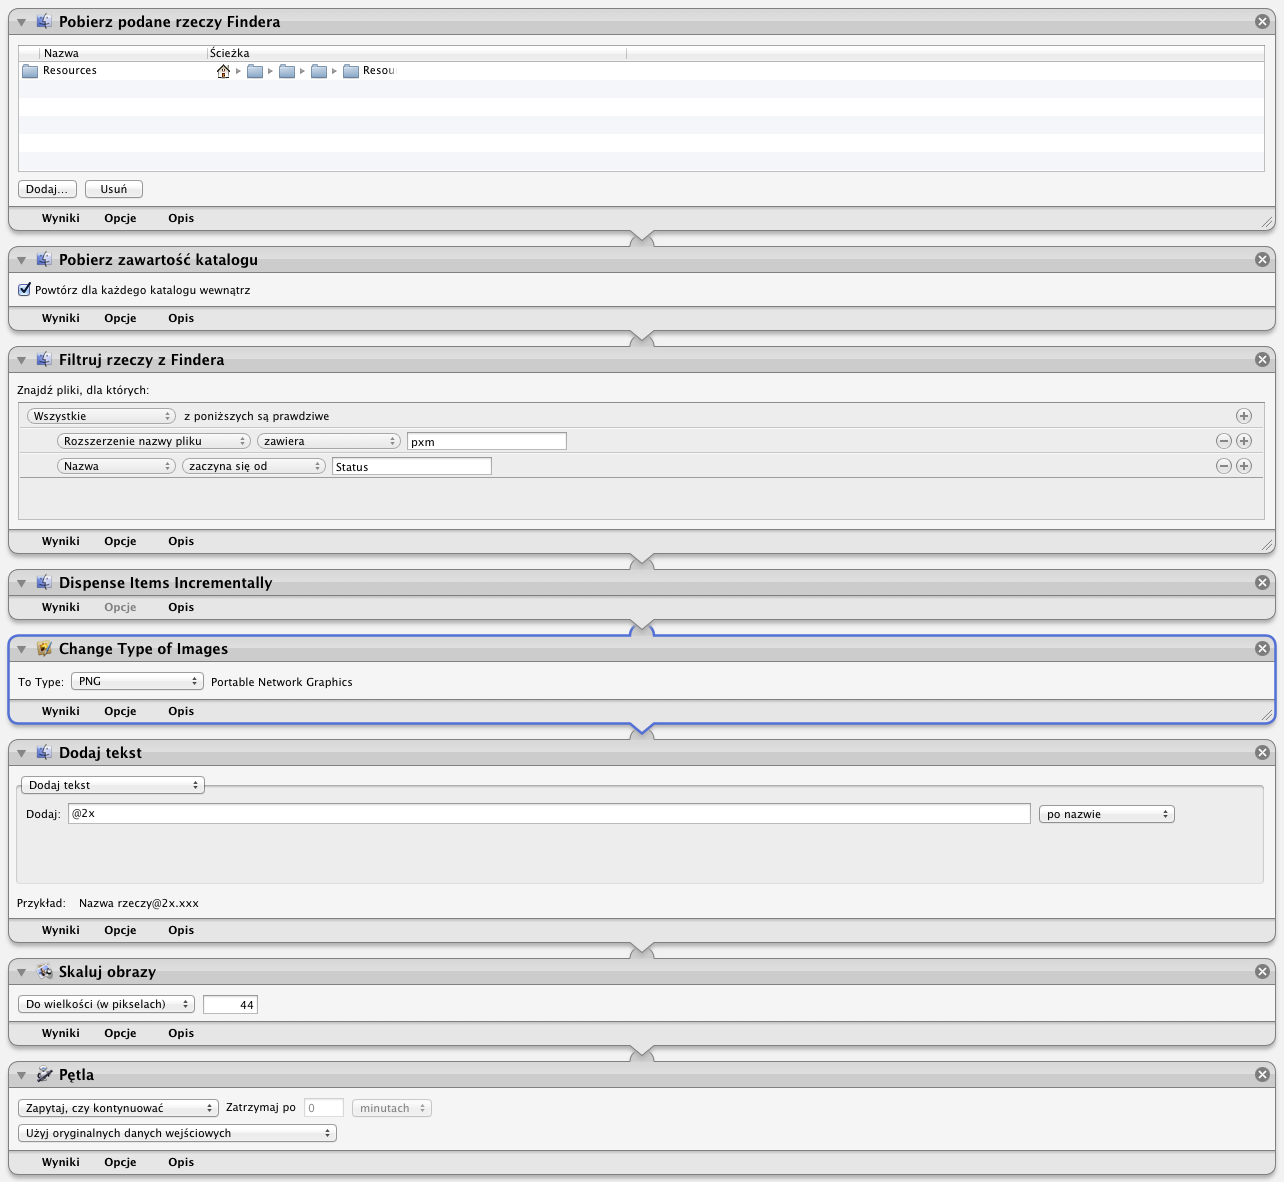 Pobierz podane rzeczy Findera
Nazwa Ścieżka
Resources Resou
Dodaj... Usuń
Wyniki Opcje Opis
Pobierz zawartość katalogu
Powtórz dla każdego katalogu wewnątrz
Wyniki Opcje Opis
Filtruj rzeczy z Findera
Znajdź pliki, dla których:
Wszystkie z poniższych są prawdziwe
Rozszerzenie nazwy pliku zawiera pxm
Nazwa zaczyna się od Status
Wyniki Opcje Opis
Dispense Items Incrementally
Wyniki Opcje Opis
Change Type of Images
To Type: PNG Portable Network Graphics
Wyniki Opcje Opis
Dodaj tekst
Dodaj tekst
Dodaj: @2x po nazwie
Przykład: Nazwa rzeczy@2x.xxx
Wyniki Opcje Opis
Skaluj obrazy
Do wielkości (w pikselach) 44
Wyniki Opcje Opis
Pętla
Zapytaj, czy kontynuować Zatrzymaj po 0 minutach
Użyj oryginalnych danych wejściowych
Wyniki Opcje Opis